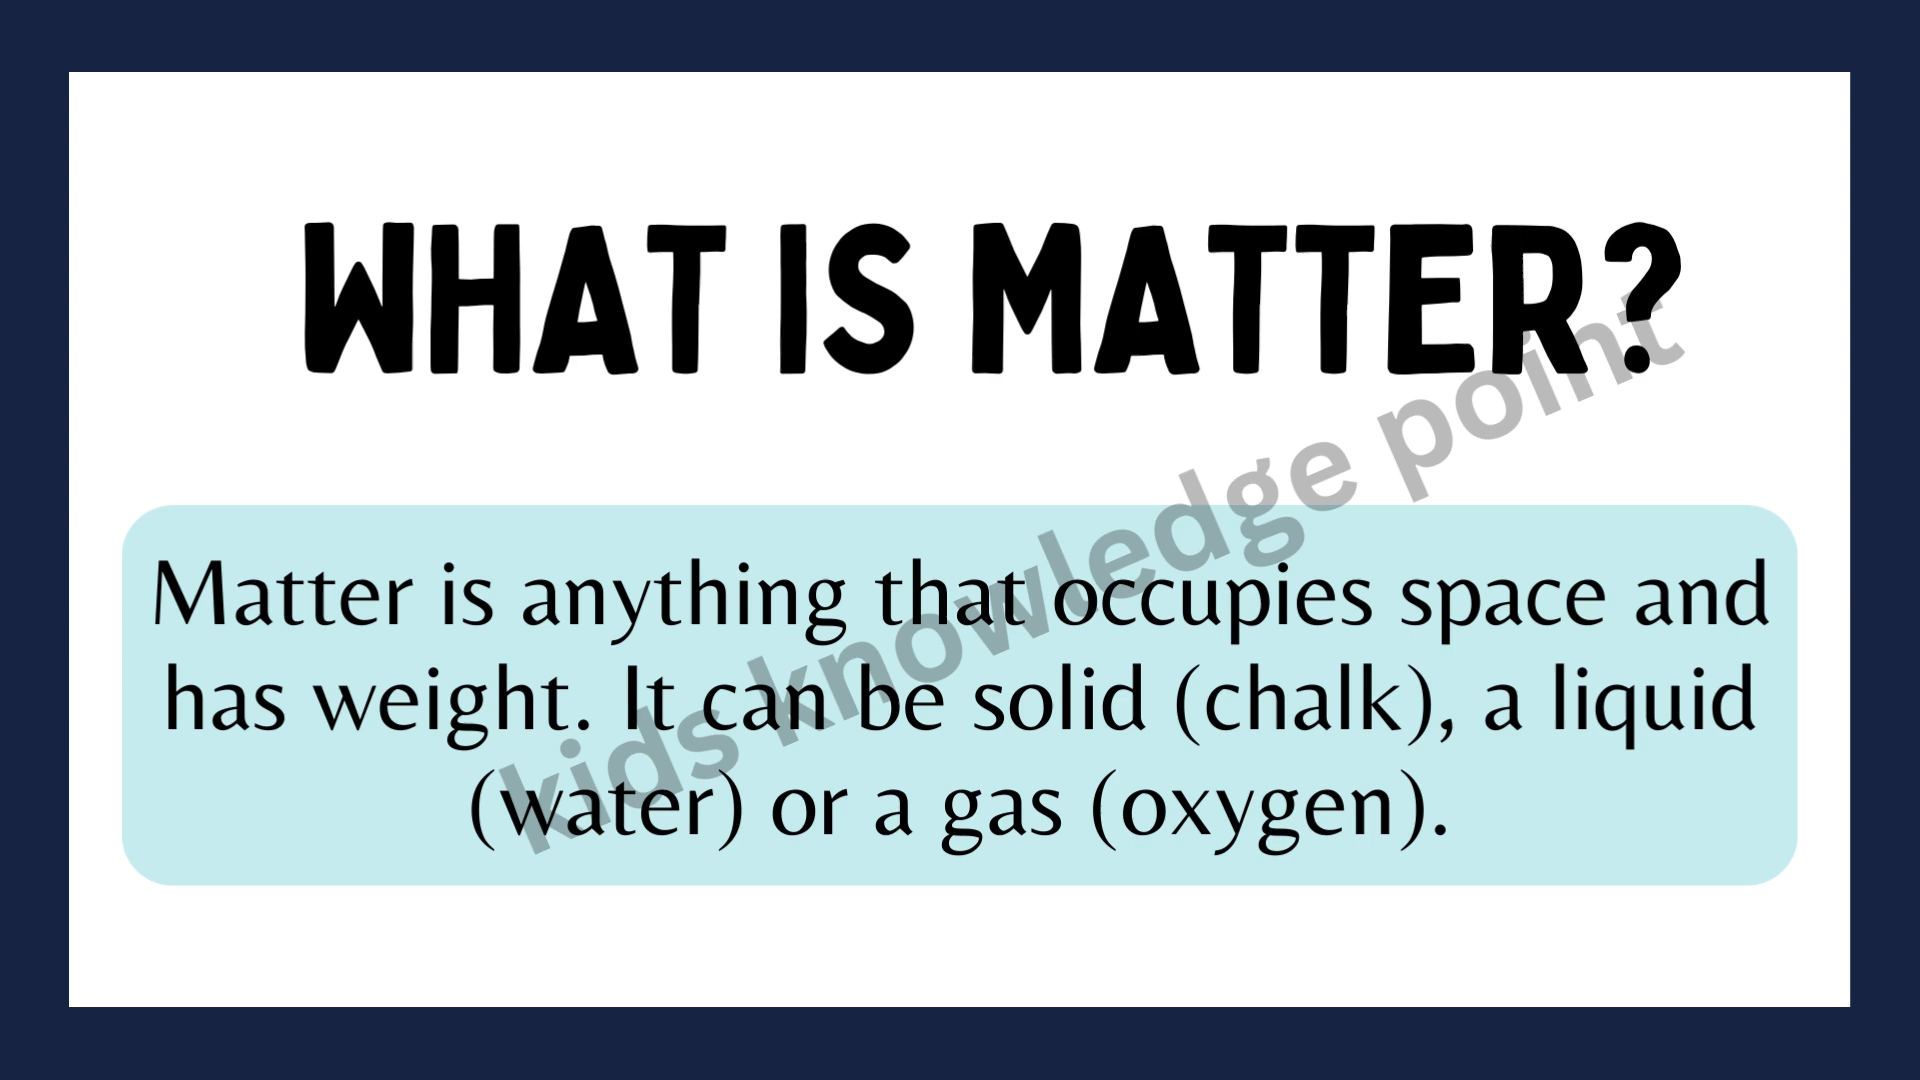 WHAT IS MATTER?
Matter is anything that occupies space and
has weight. It can be solid (chalk), a liquid
(water) or a gas (oxygen).
kids knowledge point